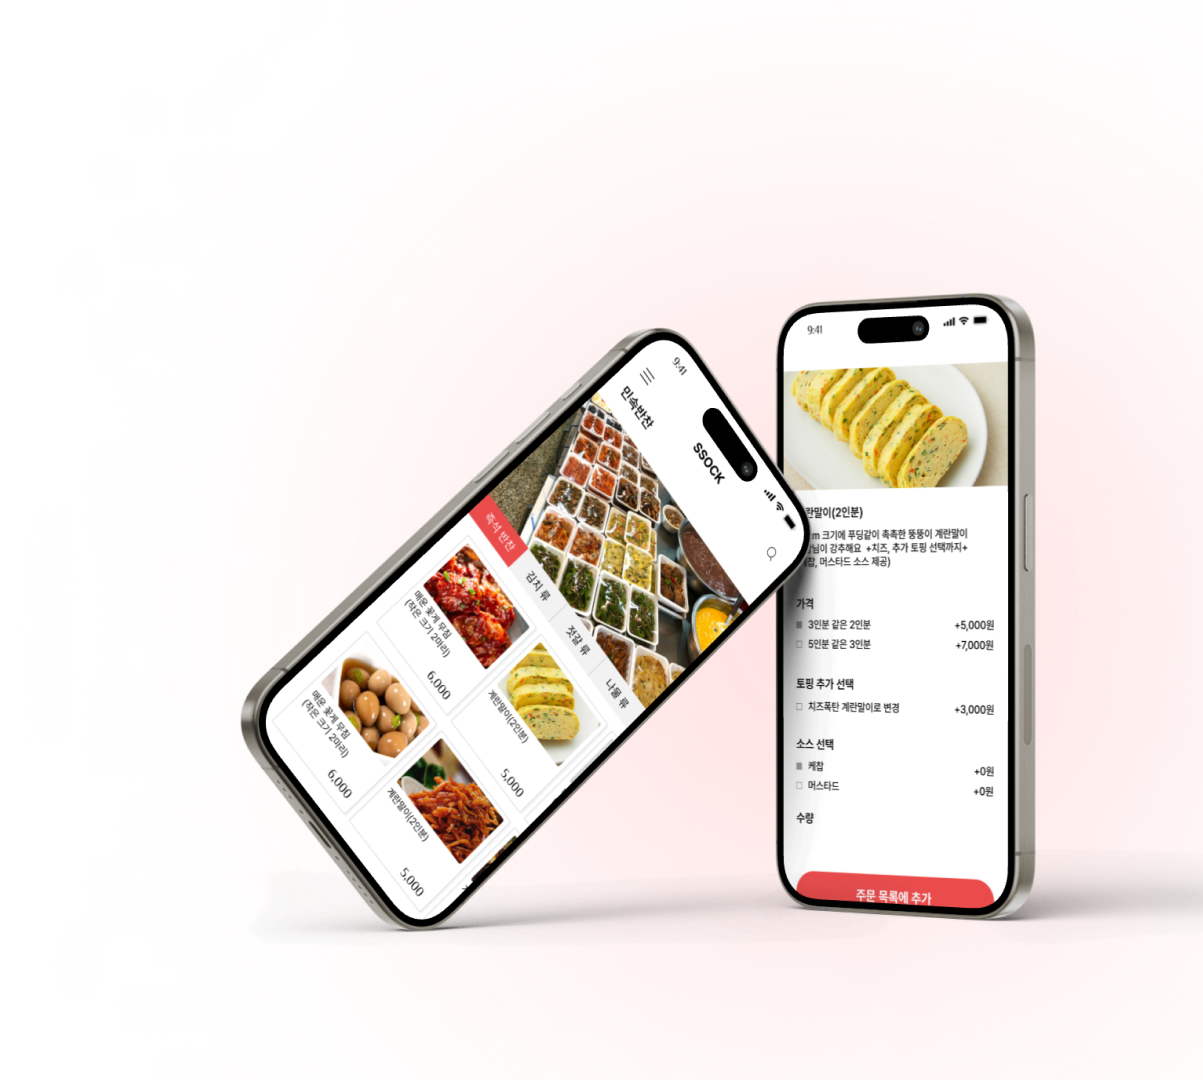 9:41
SSOCK
민속반찬
즉석 반찬
김치 류
젓갈 류
나물 류
매운 꽃게 무침
(작은 크기 2마리)
6,000
계란말이(2인분)
5,000
매운 꽃게 무침
(작은 크기 2마리)
6,000
계란말이(2인분)
5,000
9:41
란말이(2인분)
m 크기에 푸딩같이 촉촉한 뚱뚱이 계란말이
님이 강추해요 +치즈, 추가 토핑 선택까지+
머스타드 소스 제공)
가격
3인분 같은 2인분 +5,000원
5인분 같은 3인분 +7,000원
토핑 추가 선택
치즈폭탄 계란말이로 변경 +3,000원
소스 선택
케찹 +0원
머스타드 +0원
수량
주문 목록에 추가